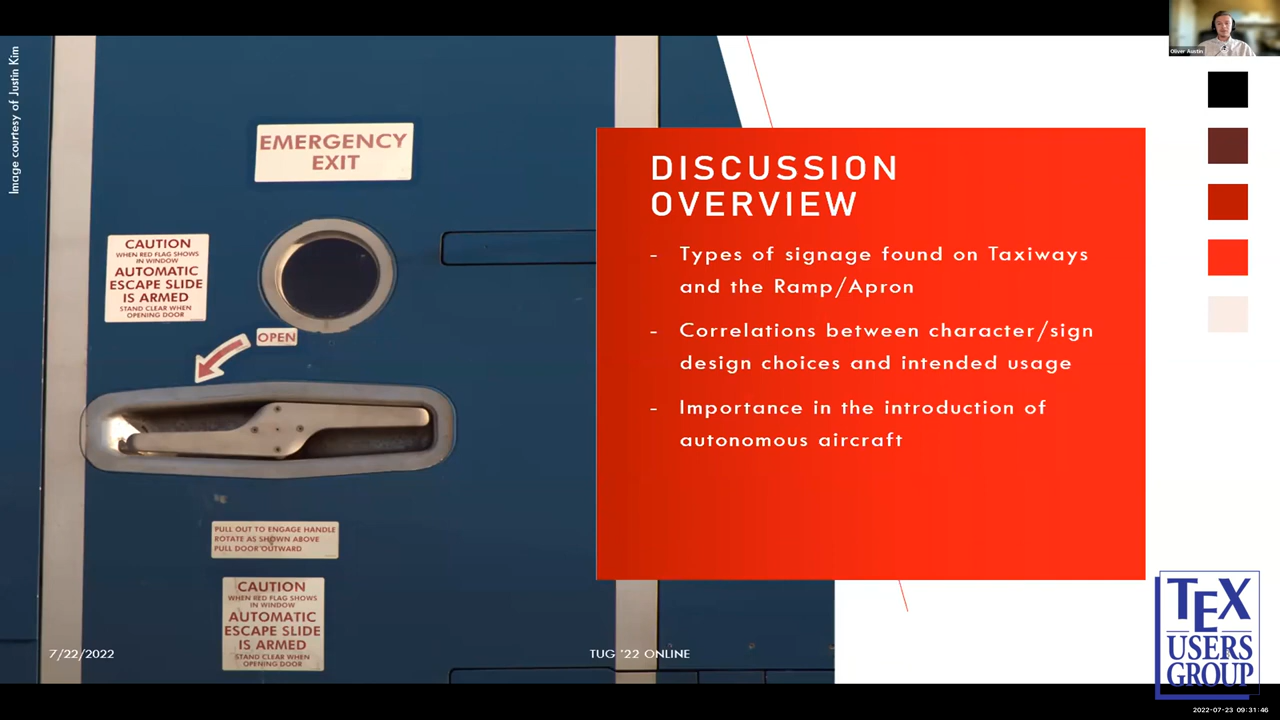 Image courtesy of Justin Kim
Oliver Austin
EMERGENCY
EXIT
CAUTION
WHEN RED FLAG SHOWS
IN WINDOW
AUTOMATIC
ESCAPE SLIDE
IS ARMED
STAND CLEAR WHEN
OPENING DOOR
OPEN
PULL OUT TO ENGAGE HANDLE
ROTATE AS SHOWN ABOVE
PULL DOOR OUTWARD
CAUTION
WHEN RED FLAG SHOWS
IN WINDOW
AUTOMATIC
ESCAPE SLIDE
IS ARMED
STAND CLEAR WHEN
OPENING DOOR
DISCUSSION
OVERVIEW
- Types of signage found on Taxiways
and the Ramp/Apron
- Correlations between character/sign
design choices and intended usage
- Importance in the introduction of
autonomous aircraft
7/22/2022
TUG '22 ONLINE
TEX
USERS
GROUP
2022-07-23 09:31:46